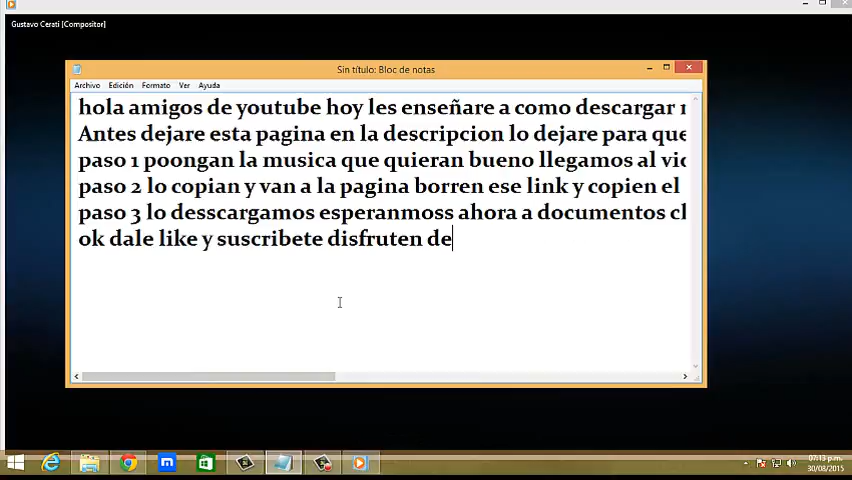 Gustavo Cerati [Compositor]
Sin título: Bloc de notas
Archivo Edición Formato Ver Ayuda
hola amigos de youtube hoy les enseñare a como descargar
Antes dejare esta pagina en la descripcion lo dejare para que
paso 1 poongan la musica que quieran bueno llegamos al
paso 2 lo copian y van a la pagina borren ese link y copien el
paso 3 lo desscargamos esperanmoss ahora a documentos
ok dale like y suscribete disfruten de
07:13 p.m.
30/08/2015